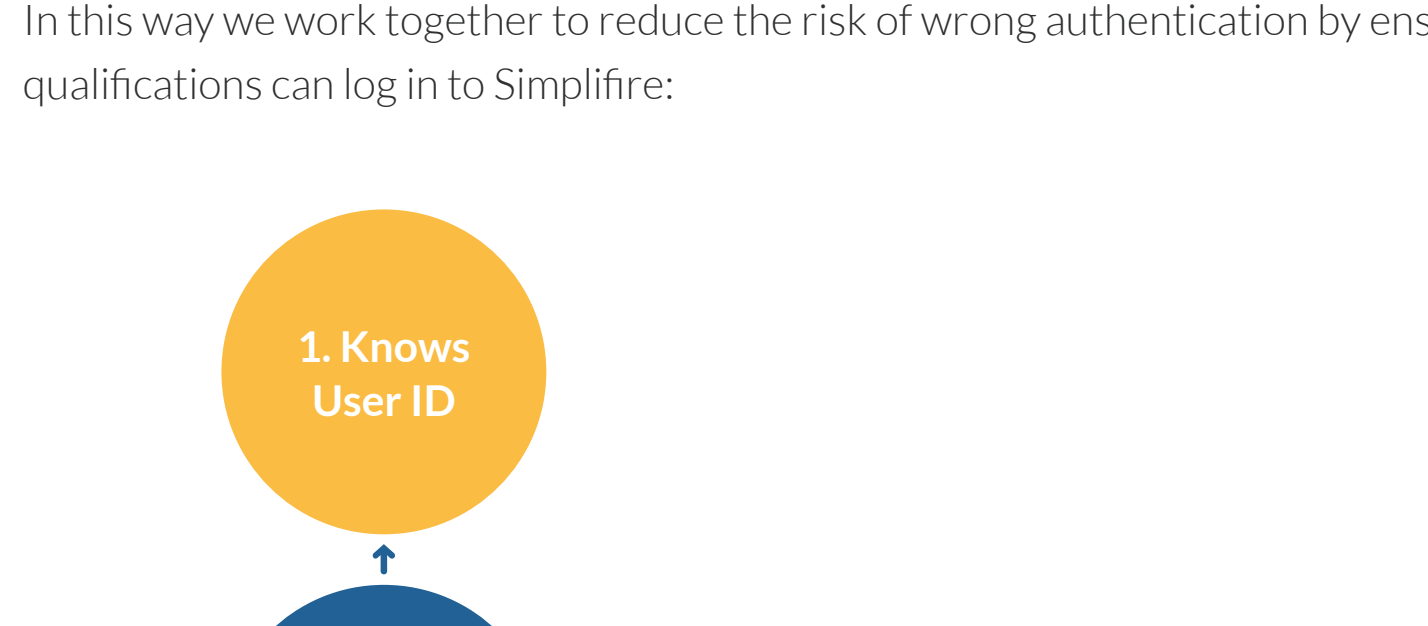 In this way we work together to reduce the risk of wrong authentication by
qualifications can log in to Simplifire:
1. Knows
User ID